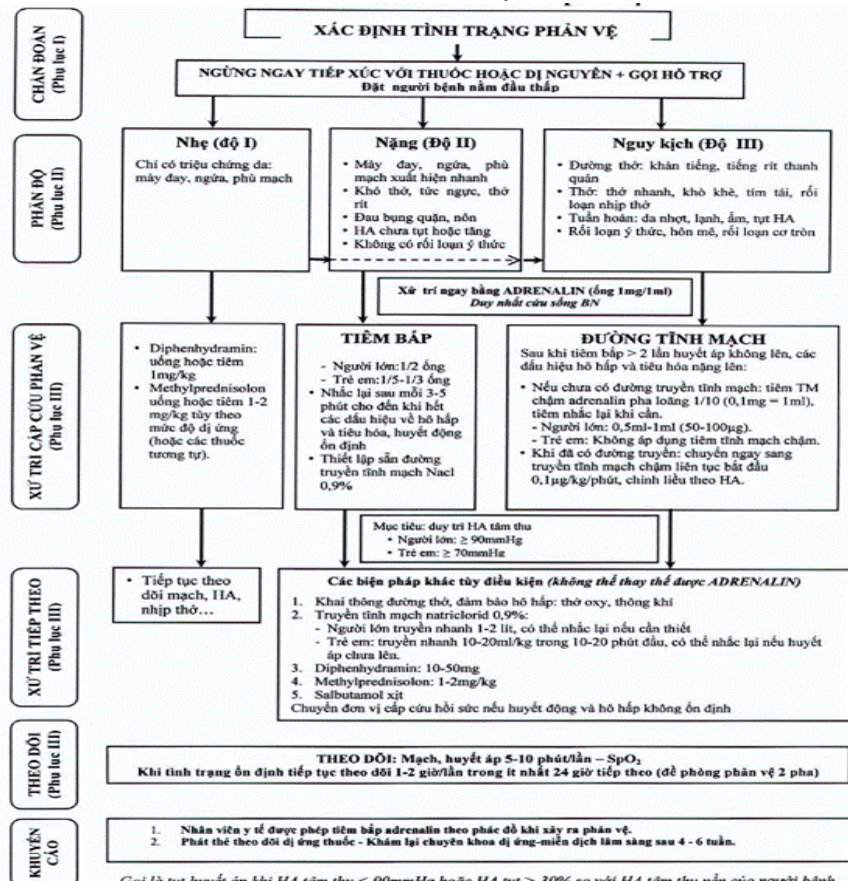 XÁC ĐỊNH TÌNH TRẠNG PHẢN VỆ
CHẨN ĐOÁN
(Phụ lục I)
NGỪNG NGAY TIẾP XÚC VỚI THUỐC HOẶC DỊ NGUYÊN + GỌI HỖ TRỢ
Đặt người bệnh nằm đầu thấp
PHÂN ĐỘ
(Phụ lục II)
Nhẹ (độ I)
Chỉ có triệu chứng da:
mày đay, ngứa, phù mạch
Nặng (Độ II)
• Mày đay, ngứa, phù
mạch xuất hiện nhanh
• Khó thở, tức ngực, thở
rít
• Đau bụng quặn, nôn
• HA chưa tụt hoặc tăng
• Không có rối loạn ý thức
Nguy kịch (Độ III)
• Đường thở: khàn tiếng, tiếng rít thanh
quản
• Thở: thở nhanh, khò khè, tím tái, rối
loạn nhịp thở
• Tuần hoàn: da nhợt, lạnh, ẩm, tụt HA
• Rối loạn ý thức, hôn mê, rối loạn cơ tròn
Xử trí ngay bằng ADRENALIN (ống 1mg/1ml)
Duy nhất cứu sống BN
XỬ TRÍ CẤP CỨU PHẢN VỆ
(Phụ lục III)
• Diphenhydramin:
uống hoặc tiêm
1mg/kg
• Methylprednisolon
uống hoặc tiêm 1-2
mg/kg tùy theo
mức độ dị ứng
(hoặc các thuốc
tương tự).
TIÊM BẮP
- Người lớn:1/2 ống
- Trẻ em:1/5-1/3 ống
• Nhắc lại sau mỗi 3-5
phút cho đến khi hết
các dấu hiệu về hô hấp
và tiêu hóa, huyết động
ổn định
• Thiết lập sẵn đường
truyền tĩnh mạch Nacl
0,9%
ĐƯỜNG TĨNH MẠCH
Sau khi tiêm bắp > 2 lần huyết áp không lên, các
dấu hiệu hô hấp và tiêu hóa nặng lên:
• Nếu chưa có đường truyền tĩnh mạch: tiêm TM
chậm adrenalin pha loãng 1/10 (0,1mg = 1ml),
tiêm nhắc lại khi cần.
- Người lớn: 0,5ml-1ml (50-100µg).
- Trẻ em: Không áp dụng tiêm tĩnh mạch chậm.
• Khi đã có đường truyền: chuyển ngay sang
truyền tĩnh mạch chậm liên tục bắt đầu
0,1µg/kg/phút, chỉnh liều theo HA.
Mục tiêu: duy trì HA tâm thu
• Người lớn: ≥ 90mmHg
• Trẻ em: ≥ 70mmHg
XỬ TRÍ TIẾP THEO
(Phụ lục III)
• Tiếp tục theo
dõi mạch, HA,
nhịp thở…
Các biện pháp khác tùy điều kiện (không thể thay thế được ADRENALIN)
1. Khai thông đường thở, đảm bảo hô hấp: thở oxy, thông khí
2. Truyền tĩnh mạch natriclorid 0,9%:
- Người lớn truyền nhanh 1-2 lít, có thể nhắc lại nếu cần thiết
- Trẻ em: truyền nhanh 10-20ml/kg trong 10-20 phút đầu, có thể nhắc lại nếu huyết
áp chưa lên.
3. Diphenhydramin: 10-50mg
4. Methylprednisolon: 1-2mg/kg
5. Salbutamol xịt
Chuyển đơn vị cấp cứu hồi sức nếu huyết động và hô hấp không ổn định
THEO DÕI
(Phụ lục III)
THEO DÕI: Mạch, huyết áp 5-10 phút/lần – SpO₂
Khi tình trạng ổn định tiếp tục theo dõi 1-2 giờ/lần trong ít nhất 24 giờ tiếp theo (đề phòng phản vệ 2 pha)
KHUYẾN
CÁO
1. Nhân viên y tế được phép tiêm bắp adrenalin theo phác đồ khi xảy ra phản vệ.
2. Phát thẻ theo dõi dị ứng thuốc - Khám lại chuyên khoa dị ứng-miễn dịch lâm sàng sau 4 - 6 tuần.
Gọi là tụt huyết áp khi HA tâm thu < 90mmHg hoặc HA tụt > 30% so với HA tâm thu nền của người bệnh